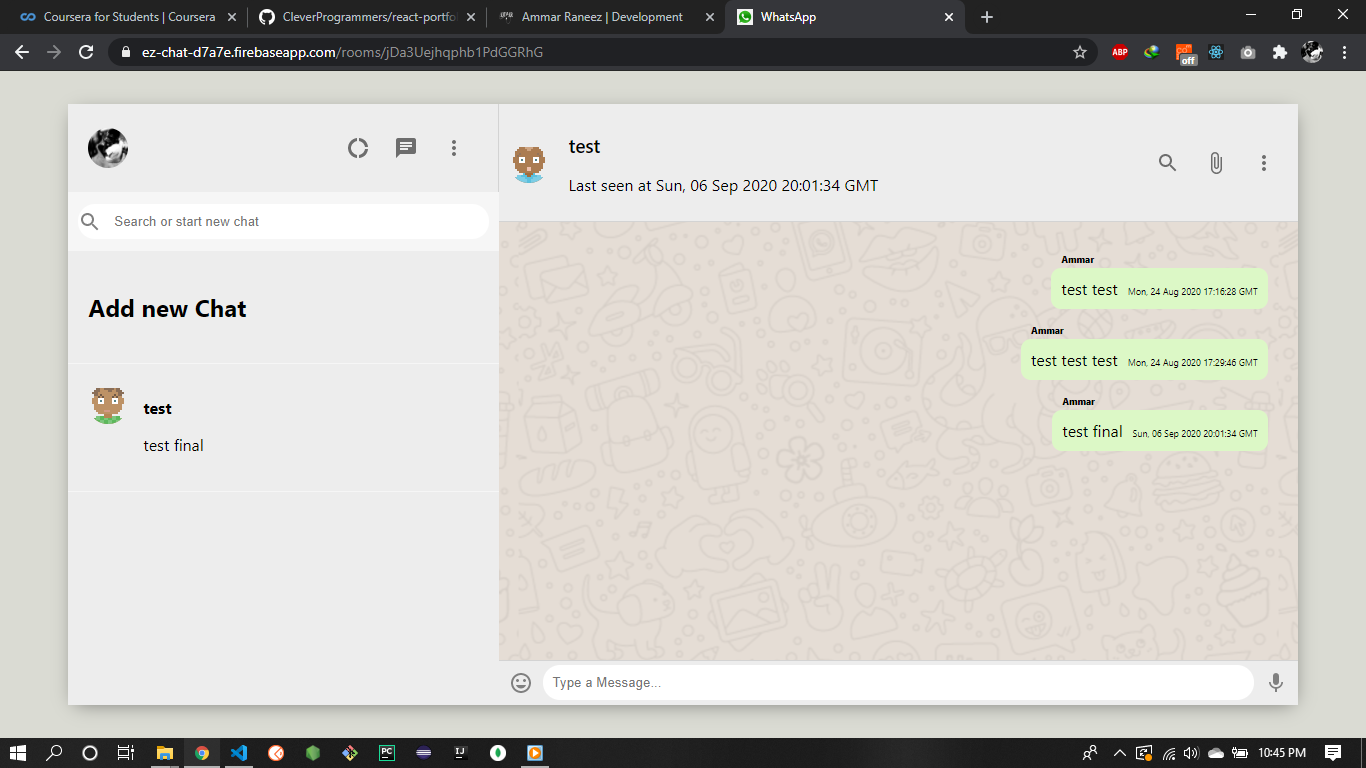 Coursera for Students | Coursera
CleverProgrammers/react-portfo
Ammar Raneez | Development
WhatsApp
ez-chat-d7a7e.firebaseapp.com/rooms/jDa3Uejhqphb1PdGGRhG
ABP
off
test
Last seen at Sun, 06 Sep 2020 20:01:34 GMT
Search or start new chat
Add new Chat
test
test final
Ammar
test test Mon, 24 Aug 2020 17:16:28 GMT
Ammar
test test test Mon, 24 Aug 2020 17:29:46 GMT
Ammar
test final Sun, 06 Sep 2020 20:01:34 GMT
Type a Message...
PC
IJ
10:45 PM